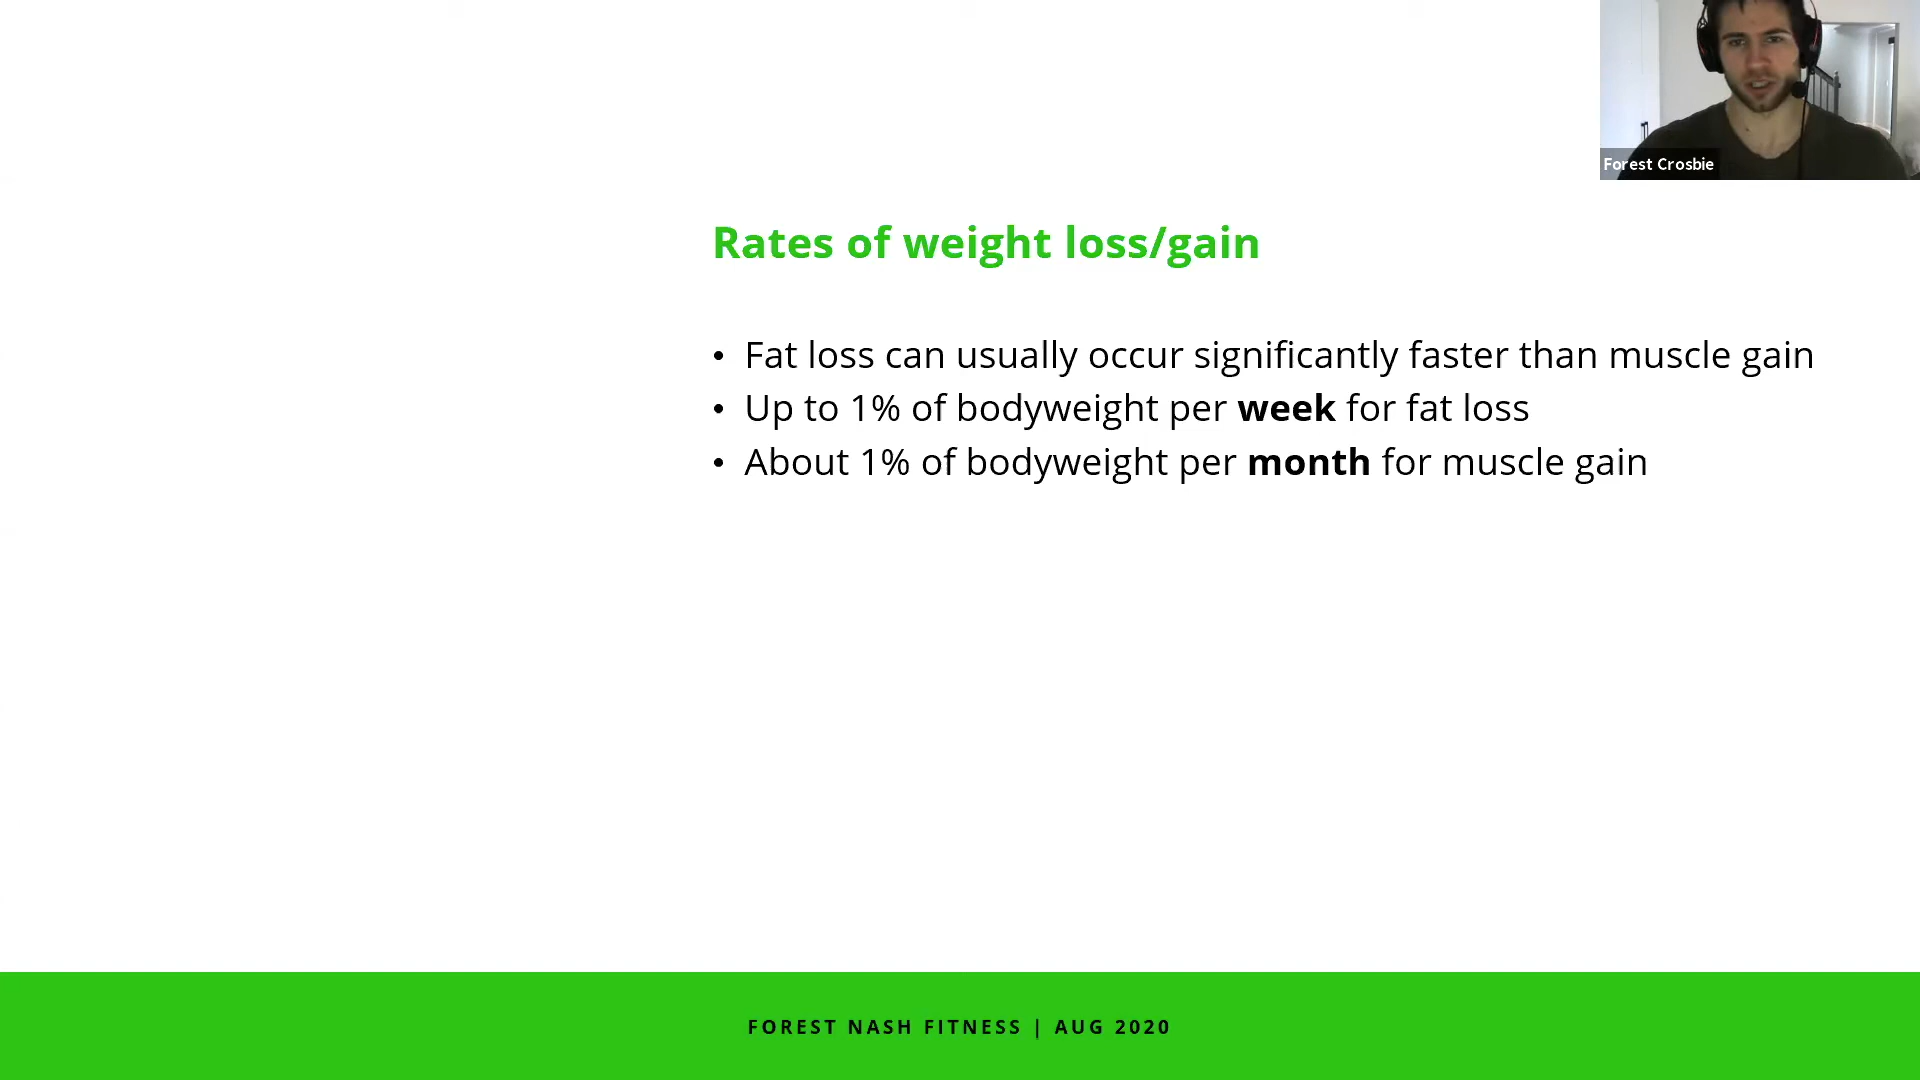 Forest Crosbie
Rates of weight loss/gain
• Fat loss can usually occur significantly faster than muscle gain
• Up to 1% of bodyweight per week for fat loss
• About 1% of bodyweight per month for muscle gain
FOREST NASH FITNESS | AUG 2020